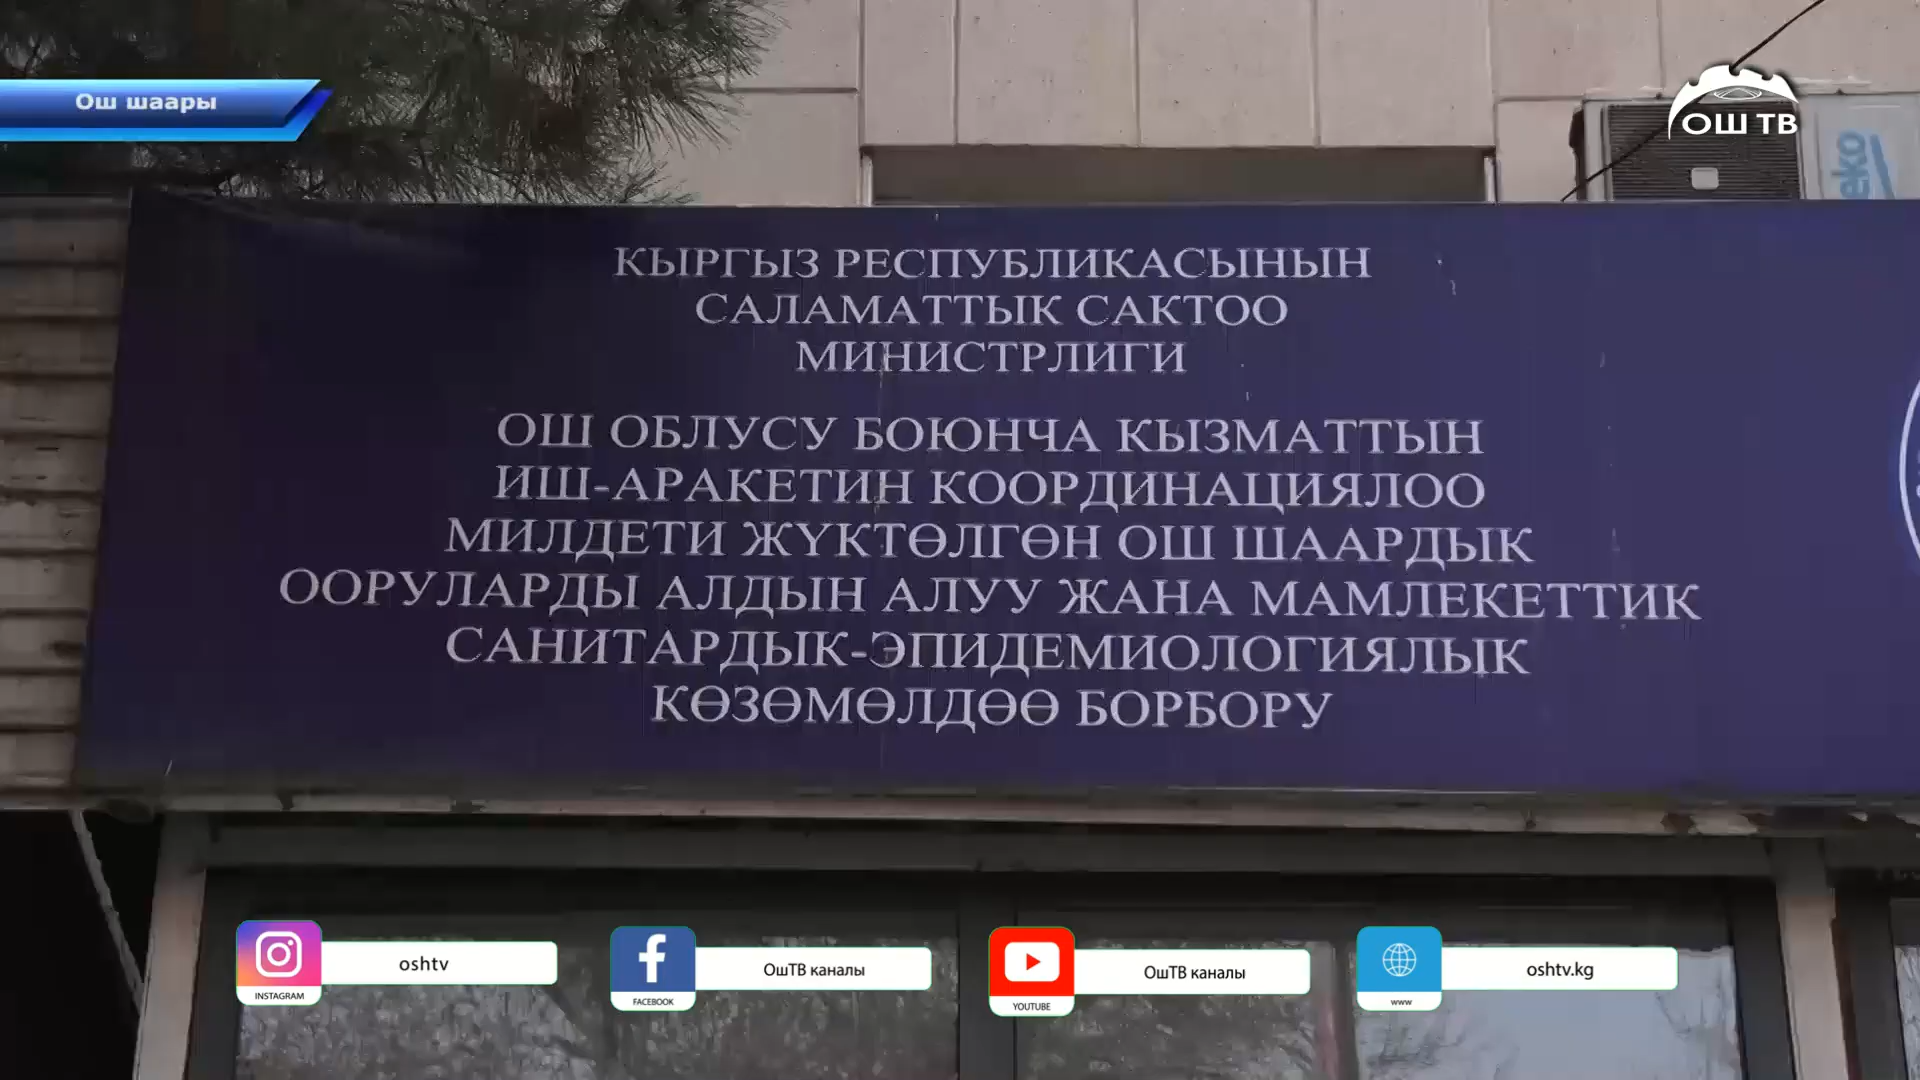 Ош шаары
ОШ ТВ
eko
КЫРГЫЗ РЕСПУБЛИКАСЫНЫН
САЛАМАТТЫК САКТОО
МИНИСТРЛИГИ
ОШ ОБЛУСУ БОЮНЧА КЫЗМАТТЫН
ИШ-АРАКЕТИН КООРДИНАЦИЯЛОО
МИЛДЕТИ ЖҮКТӨЛГӨН ОШ ШААРДЫК
ООРУЛАРДЫ АЛДЫН АЛУУ ЖАНА МАМЛЕКЕТТИК
САНИТАРДЫК-ЭПИДЕМИОЛОГИЯЛЫК
КӨЗӨМӨЛДӨӨ БОРБОРУ
oshtv
INSTAGRAM
ОшТВ каналы
FACEBOOK
ОшТВ каналы
YOUTUBE
oshtv.kg
www